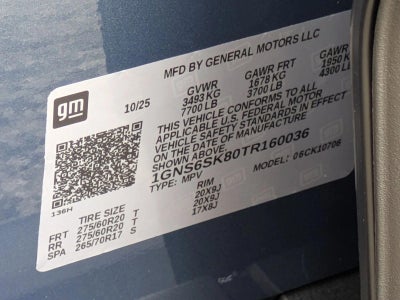 gm
MFD BY GENERAL MOTORS LLC
10/25
GVWR GAWR FRT GAWR
3493 KG 1678 KG 1950
7700 LB 3700 LB 4300 LB
THIS VEHICLE CONFORMS TO ALL
APPLICABLE FEDERAL MOTOR
VEHICLE SAFETY STANDARDS IN EFFECT
ON THE DATE OF MANUFACTURE
SHOWN ABOVE.
1GNS6SK80TR160036
TYPE: MPV MODEL: 06CK10706
136H
TIRE SIZE RIM
FRT 275/60R20 T 20X9J
RR 275/60R20 T 20X9J
SPA 265/70R17 S 17X8J